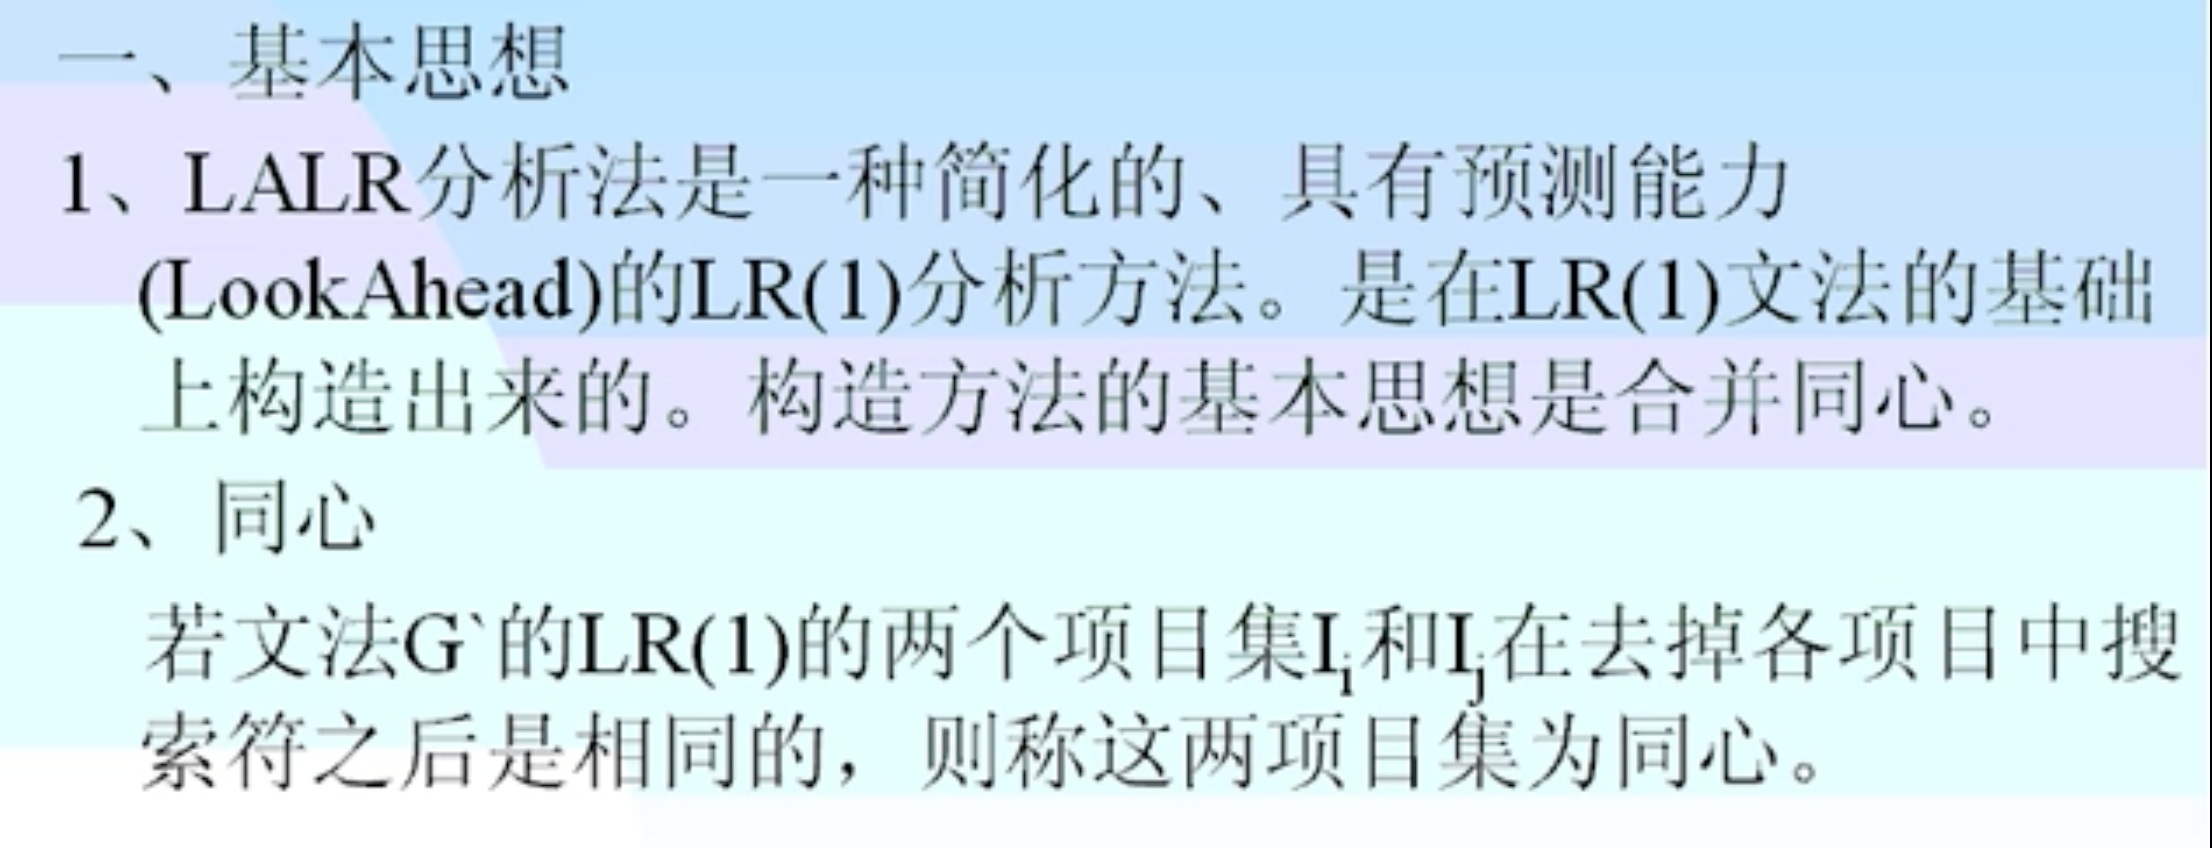 一、基本思想
1、LALR分析法是一种简化的、具有预测能力
(LookAhead)的LR(1)分析方法。是在LR(1)文法的基础
上构造出来的。构造方法的基本思想是合并同心。
2、同心
若文法G`的LR(1)的两个项目集Ii和Ij在去掉各项目中搜
索符之后是相同的，则称这两项目集为同心。